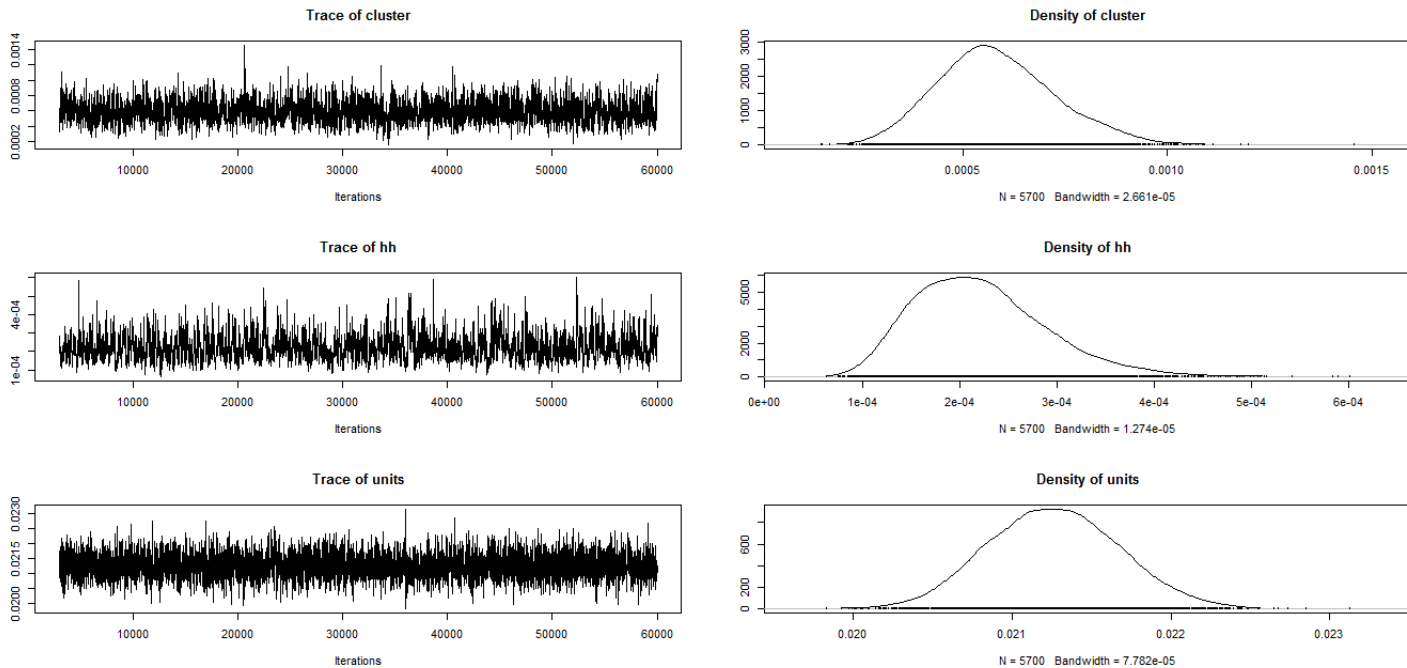 Trace of cluster
0.0002 0.0008 0.0014
10000 20000 30000 40000 50000 60000
Iterations
Density of cluster
0 1000 2000 3000
0.0005 0.0010 0.0015
N = 5700 Bandwidth = 2.661e-05
Trace of hh
1e-04 4e-04
10000 20000 30000 40000 50000 60000
Iterations
Density of hh
0 2000 5000
0e+00 1e-04 2e-04 3e-04 4e-04 5e-04 6e-04
N = 5700 Bandwidth = 1.274e-05
Trace of units
0.0200 0.0215 0.0230
10000 20000 30000 40000 50000 60000
Iterations
Density of units
0 200 600
0.020 0.021 0.022 0.023
N = 5700 Bandwidth = 7.782e-05